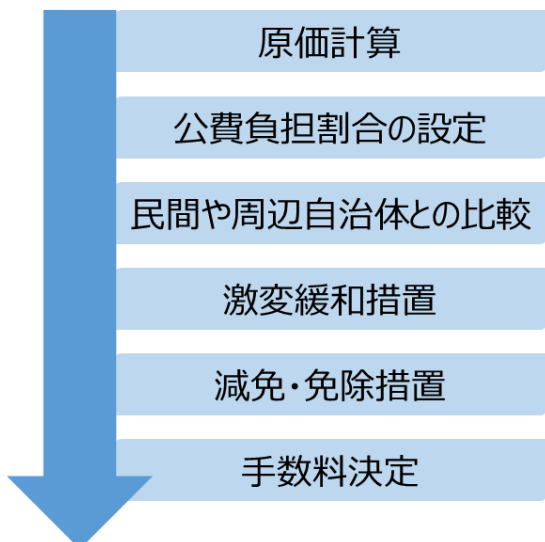 原価計算
公費負担割合の設定
民間や周辺自治体との比較
激変緩和措置
減免・免除措置
手数料決定